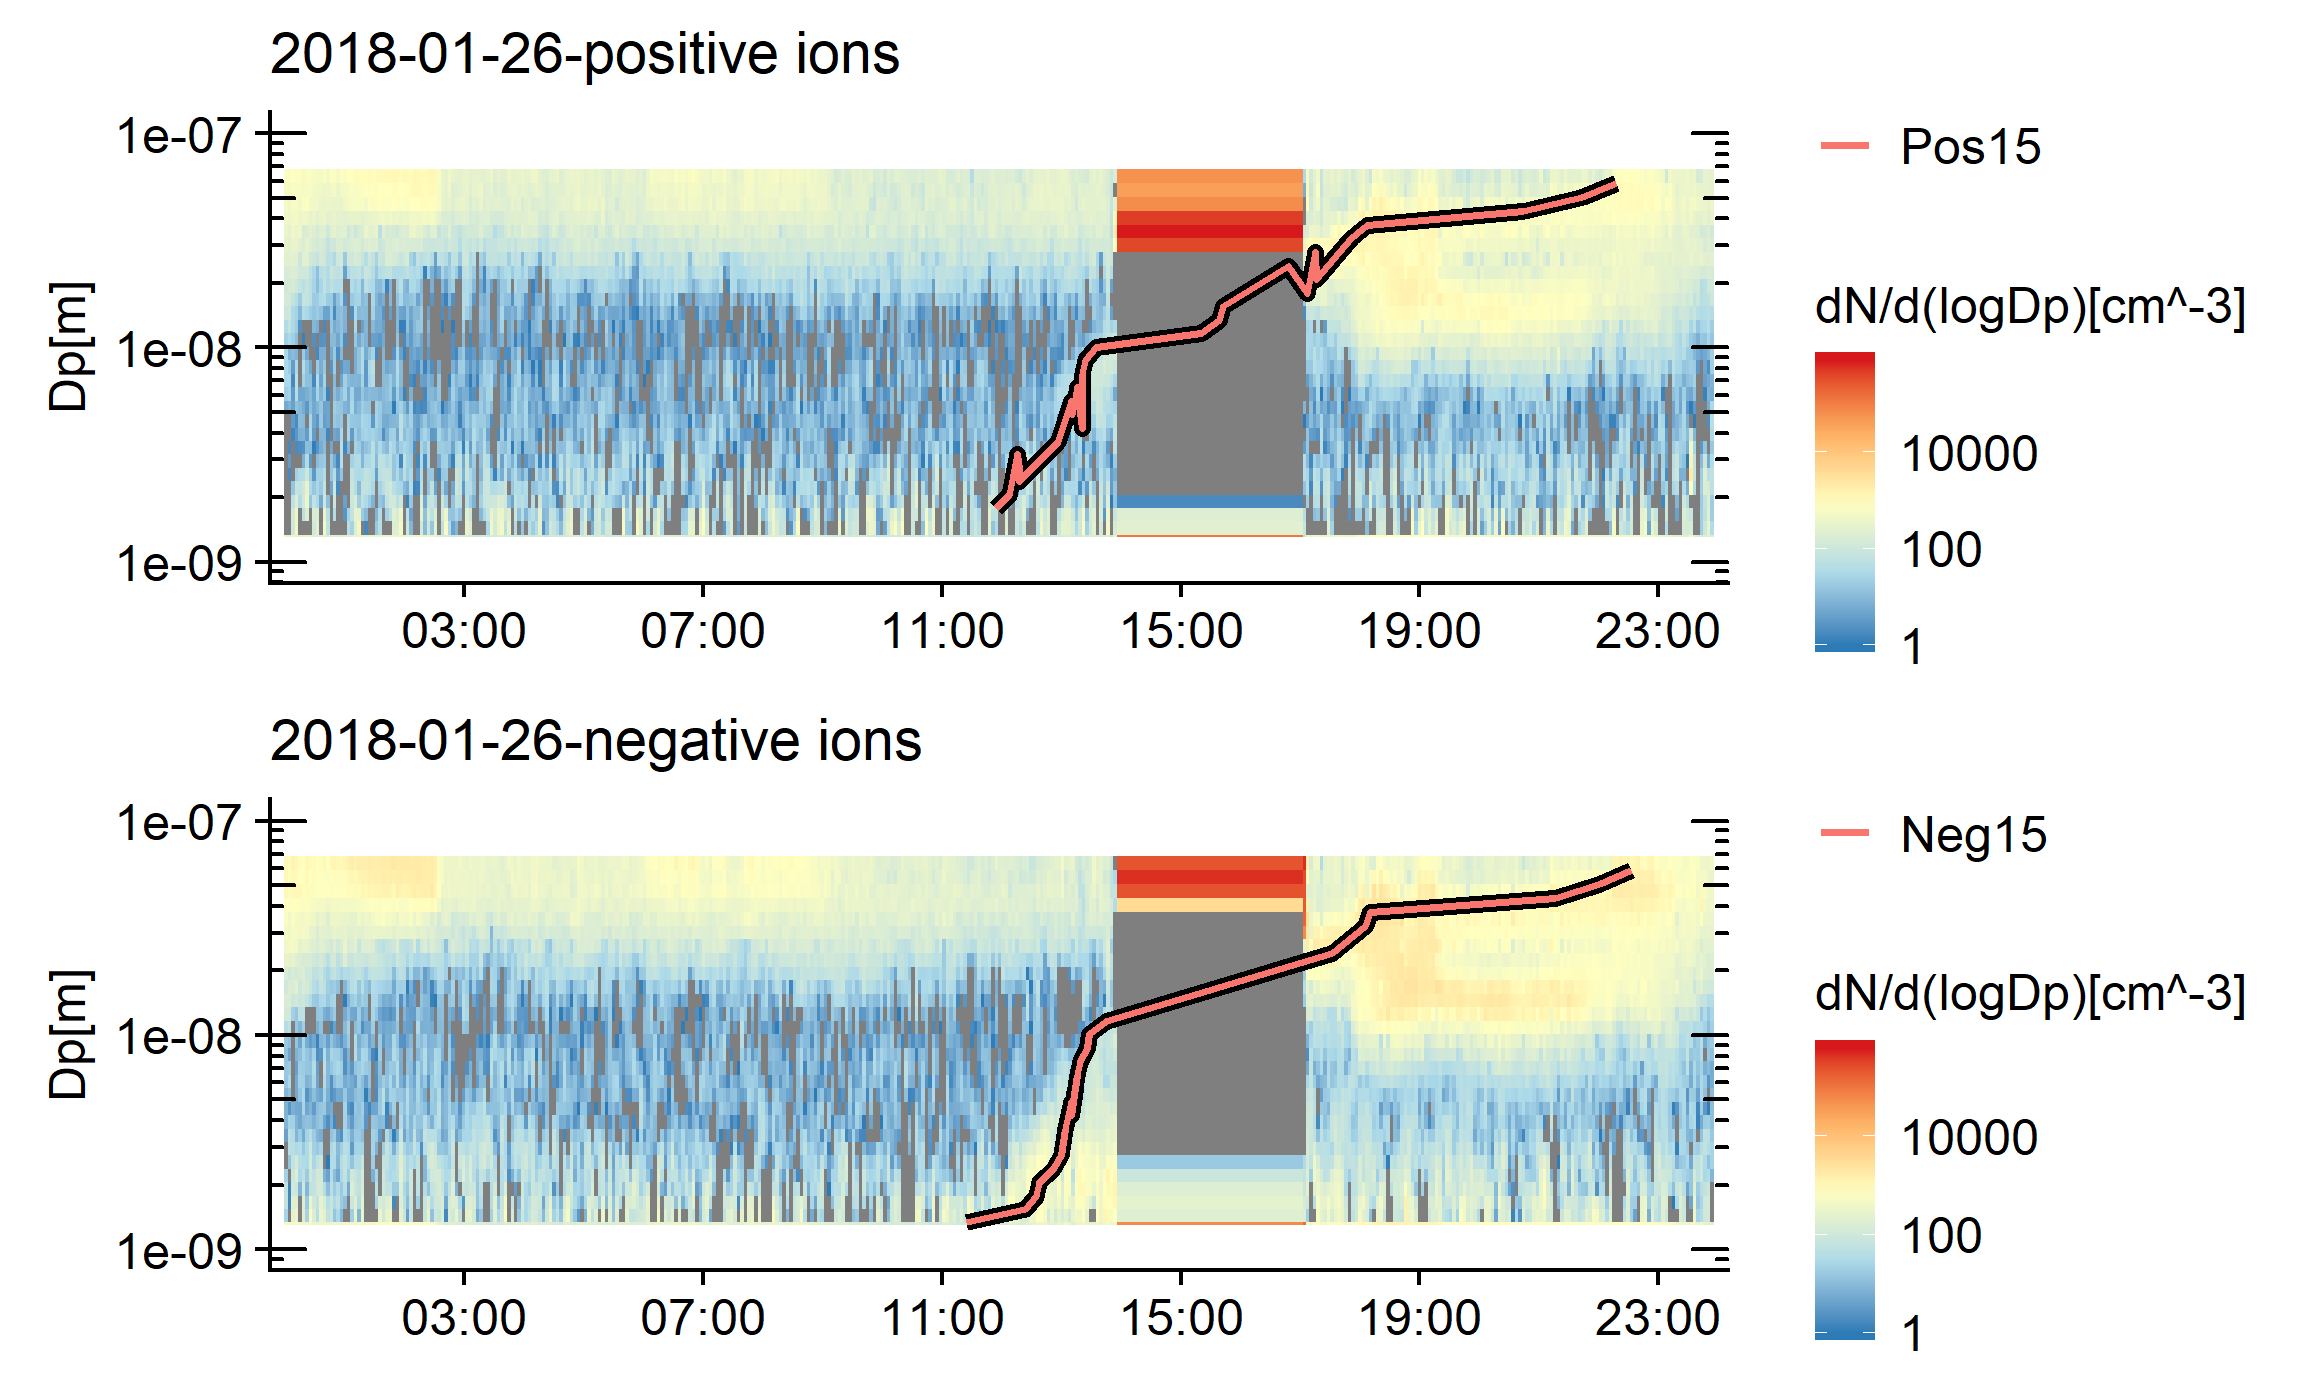 2018-01-26-positive ions
1e-07
1e-08
1e-09
Dp[m]
03:00 07:00 11:00 15:00 19:00 23:00
Pos15
dN/d(logDp)[cm^-3]
10000
100
1
2018-01-26-negative ions
1e-07
1e-08
1e-09
Dp[m]
03:00 07:00 11:00 15:00 19:00 23:00
Neg15
dN/d(logDp)[cm^-3]
10000
100
1